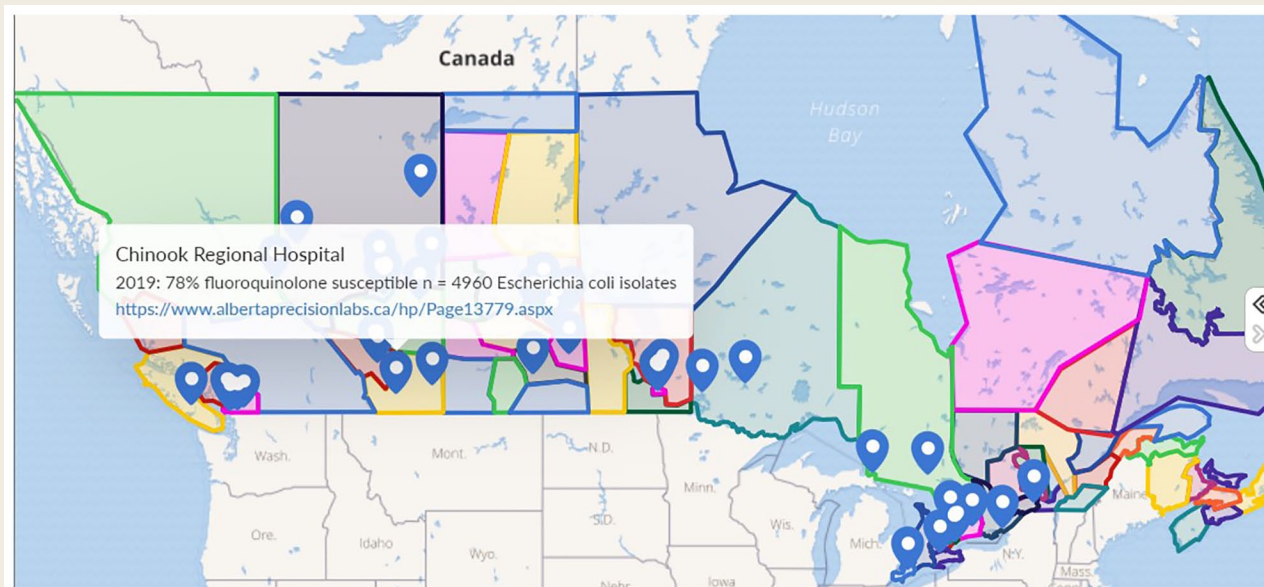 Canada
Hudson
Bay
Chinook Regional Hospital
2019: 78% fluoroquinolone susceptible n = 4960 Escherichia coli isolates
https://www.albertaprecisionlabs.ca/hp/Page13779.aspx
Wash.
Mont.
N.D.
Minn.
Maine
Ore.
Idaho
S.D.
Wis.
Mich.
N.Y.
Wyo.
Mass.
Nebr.
Iowa